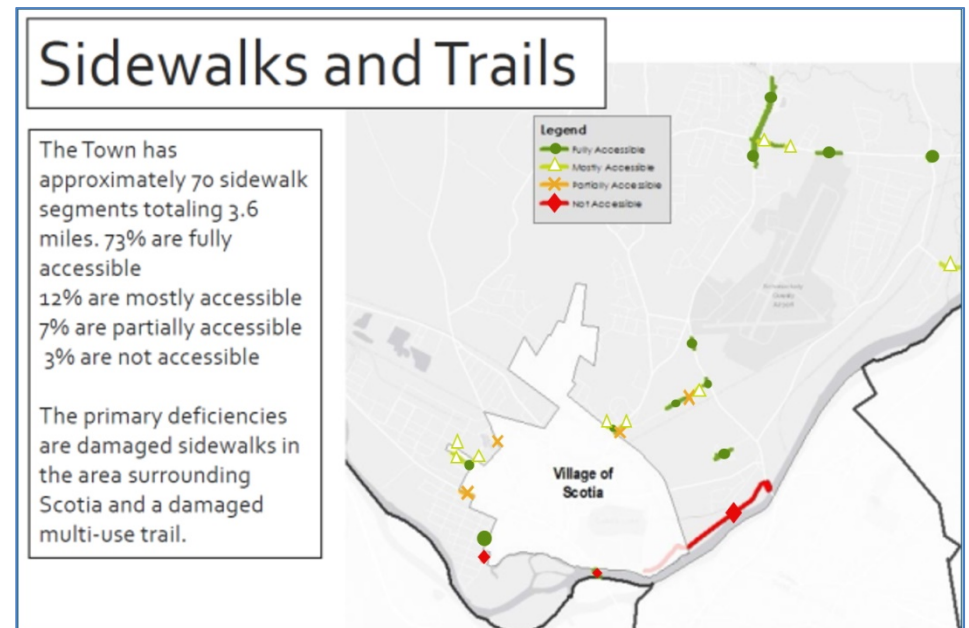 Sidewalks and Trails
The Town has
approximately 70 sidewalk
segments totaling 3.6
miles. 73% are fully
accessible
12% are mostly accessible
7% are partially accessible
3% are not accessible
The primary deficiencies
are damaged sidewalks in
the area surrounding
Scotia and a damaged
multi-use trail.
Legend
Fully Accessible
Mostly Accessible
Partially Accessible
Not Accessible
Village of
Scotia